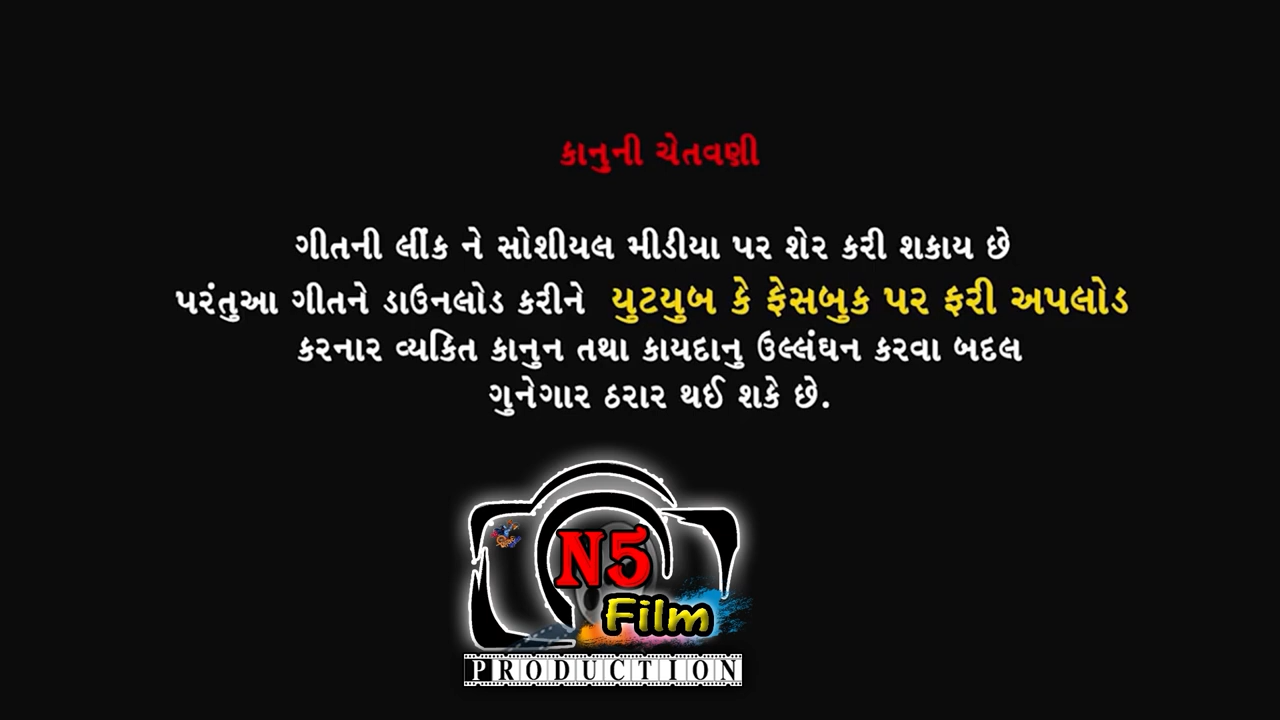 કાનુની ચેતવણી
ગીતની લીંક ને સોશીયલ મીડીયા પર શેર કરી શકાય છે
પરંતુઆ ગીતને ડાઉનલોડ કરીને યુટયુબ કે ફેસબુક પર ફરી અપલોડ
કરનાર વ્યકિત કાનુન તથા કાયદાનુ ઉલ્લંઘન કરવા બદલ
ગુનેગાર ઠરાર થઈ શકે છે.
N5
Film
PRODUCTION